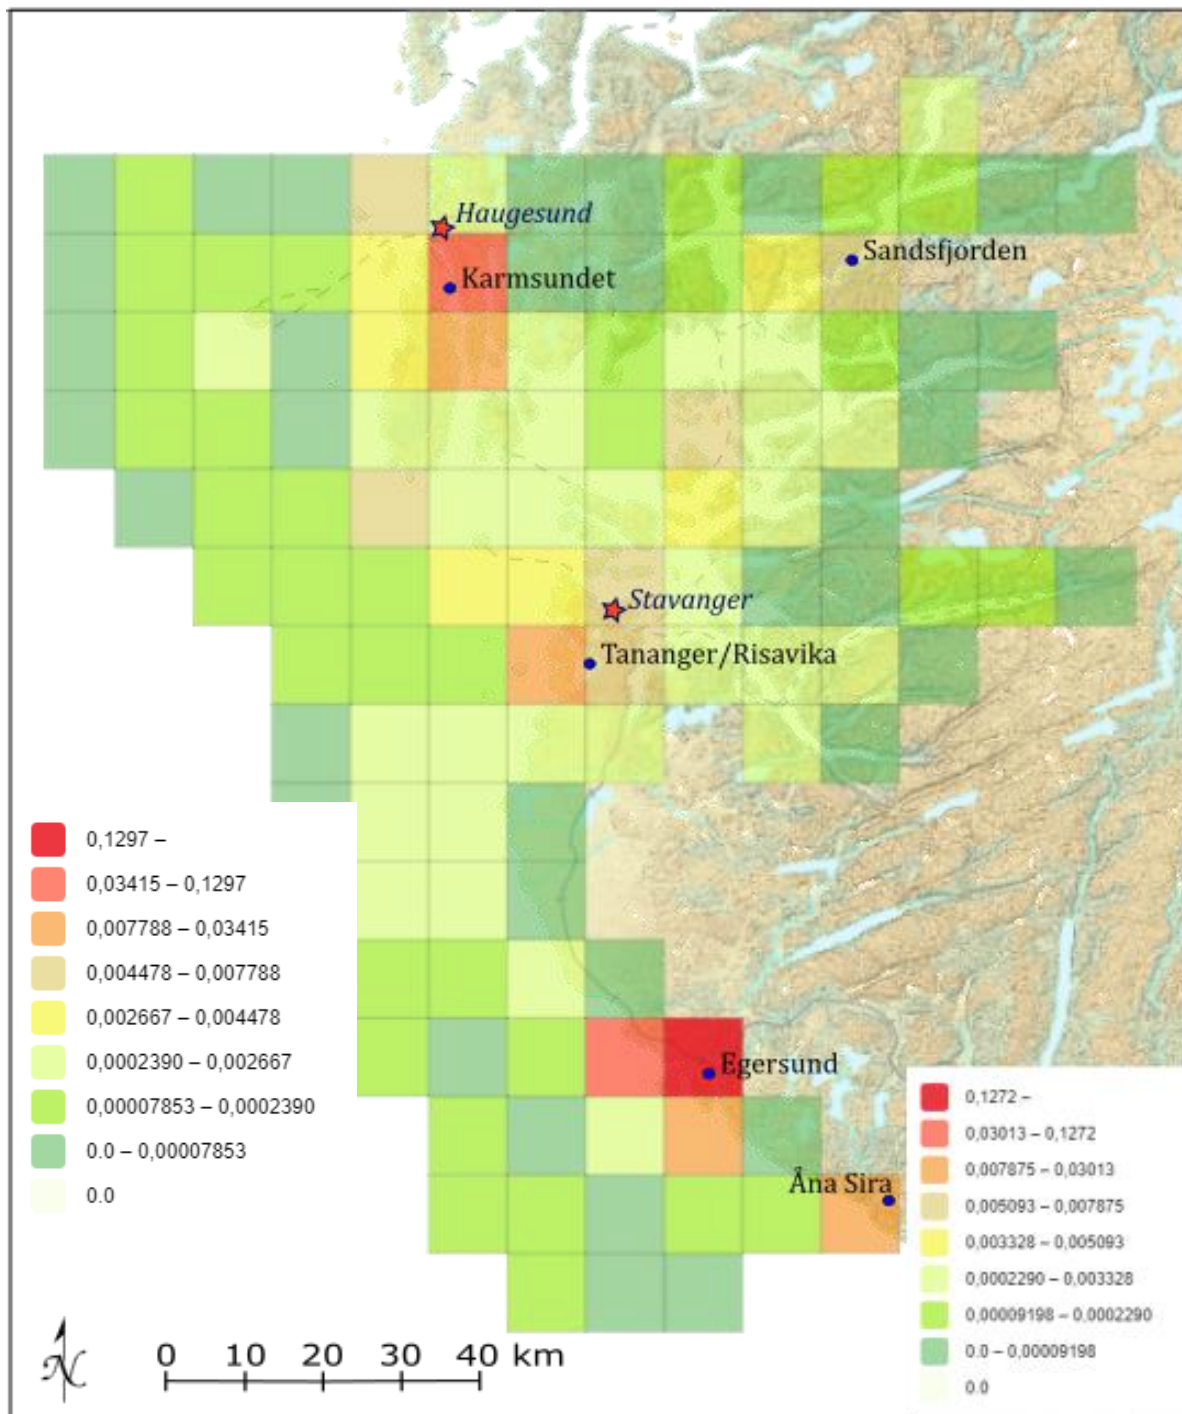 Haugesund
Sandsfjorden
Karmsundet
Stavanger
Tananger/Risavika
0,1297 –
0,03415 – 0,1297
0,007788 – 0,03415
0,004478 – 0,007788
0,002667 – 0,004478
0,0002390 – 0,002667
0,00007853 – 0,0002390
0.0 – 0,00007853
0.0
Egersund
Åna Sira
0,1272 –
0,03013 – 0,1272
0,007875 – 0,03013
0,005093 – 0,007875
0,003328 – 0,005093
0,0002290 – 0,003328
0,00009198 – 0,0002290
0.0 – 0,00009198
0.0
N
0 10 20 30 40 km